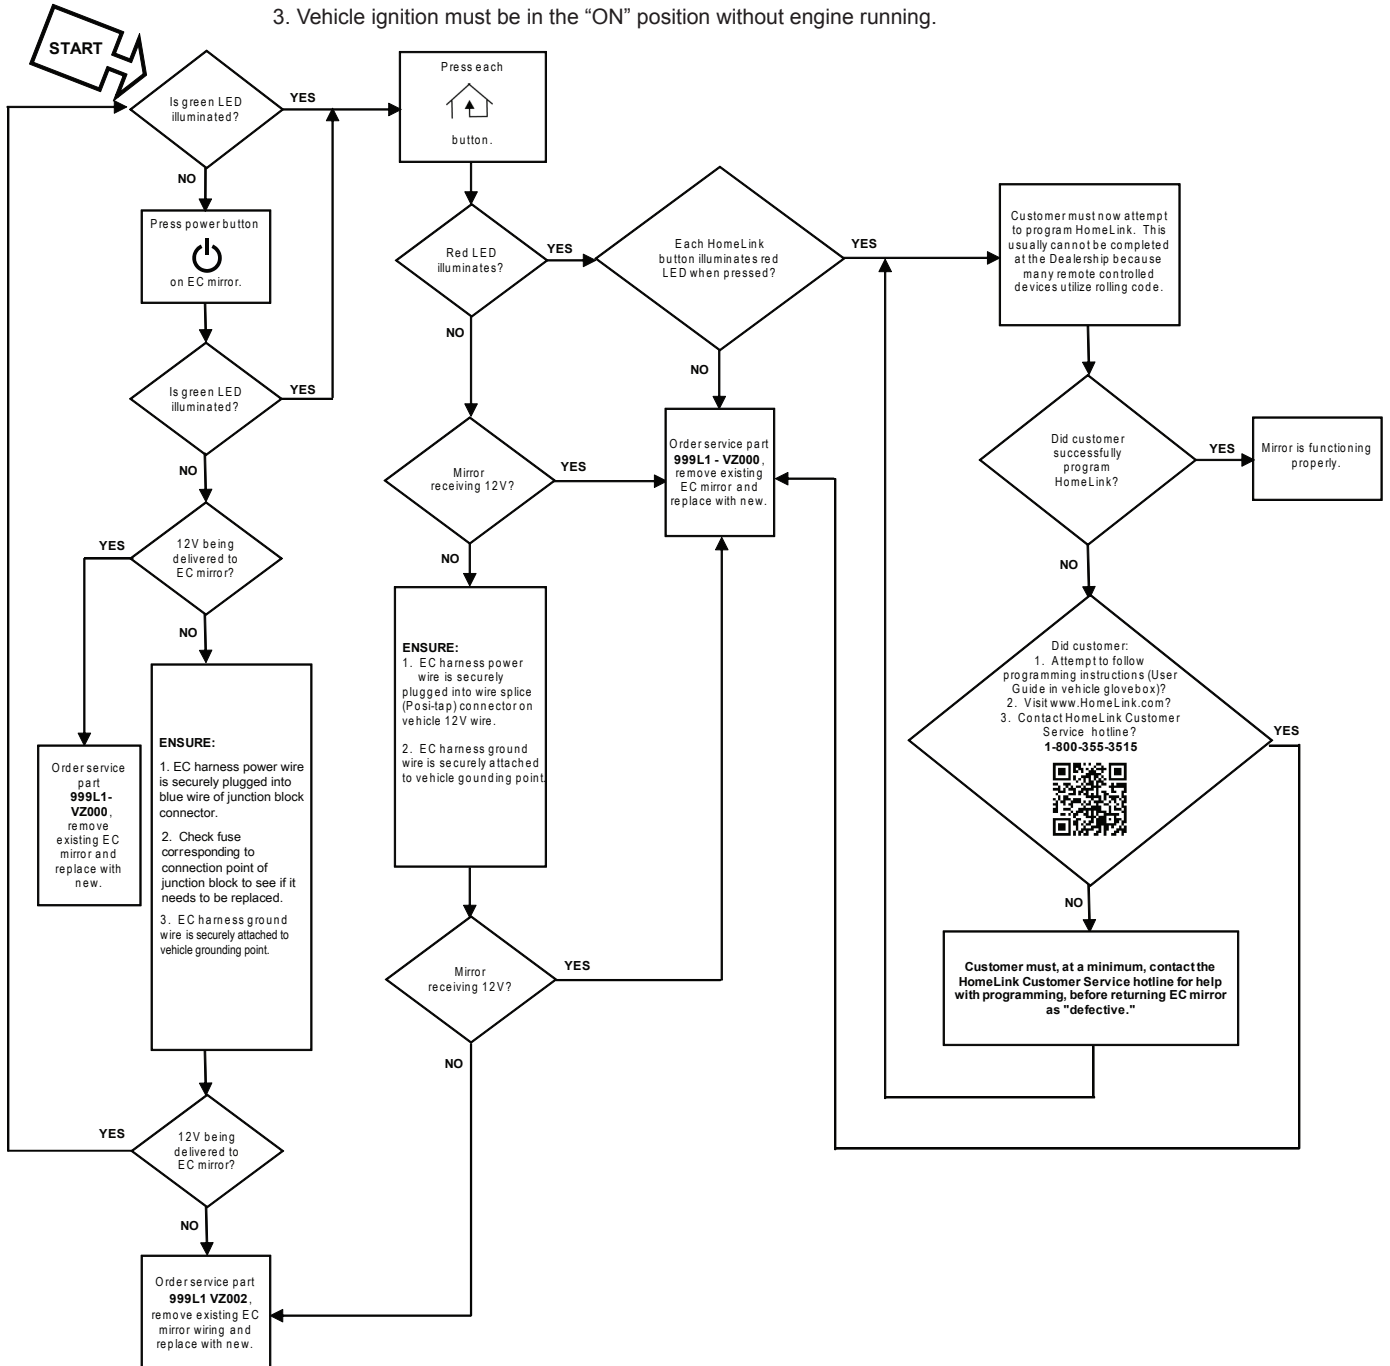 3. Vehicle ignition must be in the “ON” position without engine running.
START
Is green LED
illuminated?
YES
NO
Press power button
on EC mirror.
Is green LED
illuminated?
YES
NO
12V being
delivered to
EC mirror?
YES
NO
Order service
part
999L1-
VZ000,
remove
existing EC
mirror and
replace with
new.
ENSURE:
1. EC harness power wire
is securely plugged into
blue wire of junction block
connector.
2. Check fuse
corresponding to
connection point of
junction block to see if it
needs to be replaced.
3. EC harness ground
wire is securely attached to
vehicle grounding point.
12V being
delivered to
EC mirror?
YES
NO
Order service part
999L1 VZ002,
remove existing EC
mirror wiring and
replace with new.
Press each
button.
Red LED
illuminates?
YES
NO
Mirror
receiving 12V?
YES
NO
ENSURE:
1. EC harness power
wire is securely
plugged into wire splice
(Posi-tap) connector on
vehicle 12V wire.
2. EC harness ground
wire is securely attached
to vehicle gounding point.
Mirror
receiving 12V?
YES
NO
Each HomeLink
button illuminates red
LED when pressed?
YES
NO
Order service part
999L1 - VZ000,
remove existing
EC mirror and
replace with new.
Customer must now attempt
to program HomeLink. This
usually cannot be completed
at the Dealership because
many remote controlled
devices utilize rolling code.
Did customer
successfully
program
HomeLink?
YES
Mirror is functioning
properly.
NO
Did customer:
1. Attempt to follow
programming instructions (User
Guide in vehicle glovebox)?
2. Visit www.HomeLink.com?
3. Contact HomeLink Customer
Service hotline?
1-800-355-3515
YES
NO
Customer must, at a minimum, contact the
HomeLink Customer Service hotline for help
with programming, before returning EC mirror
as "defective."